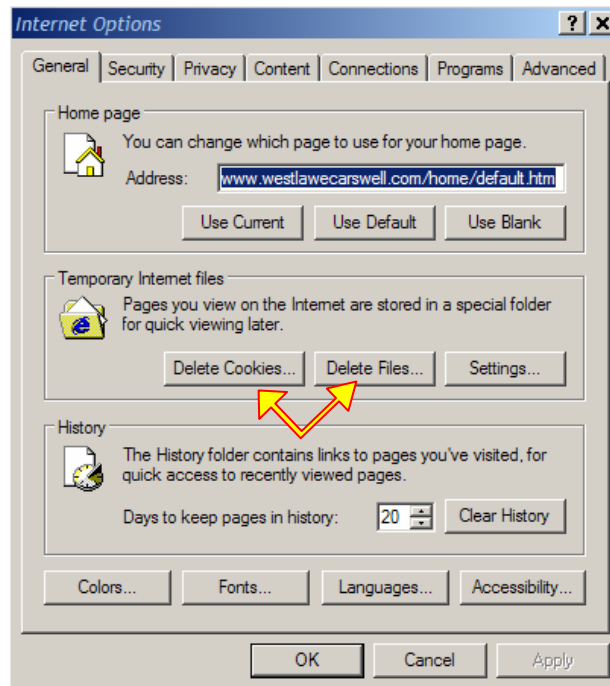 Internet Options
General Security Privacy Content Connections Programs Advanced
Home page
You can change which page to use for your home page.
Address: www.westlawecarswell.com/home/default.htm
Use Current Use Default Use Blank
Temporary Internet files
Pages you view on the Internet are stored in a special folder
for quick viewing later.
Delete Cookies... Delete Files... Settings...
History
The History folder contains links to pages you've visited, for
quick access to recently viewed pages.
Days to keep pages in history: 20 Clear History
Colors... Fonts... Languages... Accessibility...
OK Cancel Apply